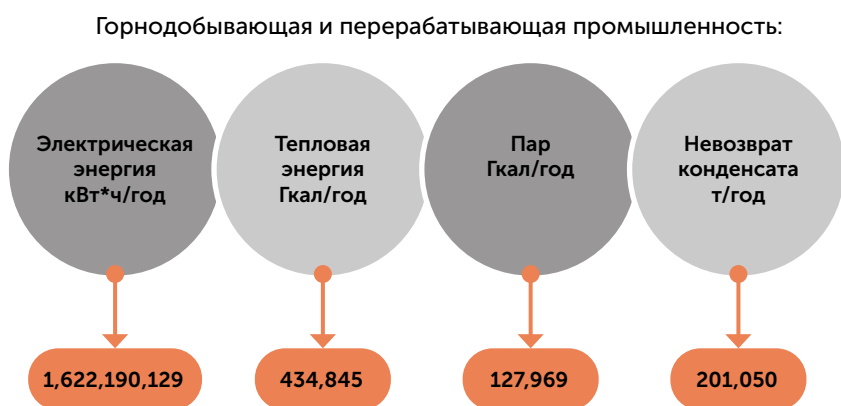 Горнодобывающая и перерабатывающая промышленность:
Электрическая
энергия
кВт*ч/год
Тепловая
энергия
Гкал/год
Пар
Гкал/год
Невозврат
конденсата
т/год
1,622,190,129
434,845
127,969
201,050